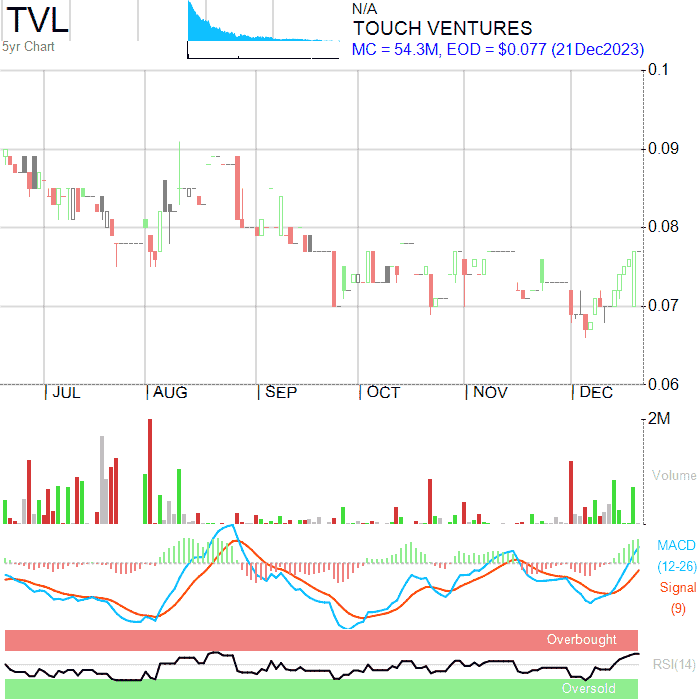 TVL
5yr Chart
N/A
TOUCH VENTURES
MC = 54.3M, EOD = $0.077 (21Dec2023)
0.1
0.09
0.08
0.07
0.06
JUL
AUG
SEP
OCT
NOV
DEC
2M
Volume
MACD
(12-26)
Signal
(9)
Overbought
RSI(14)
Oversold